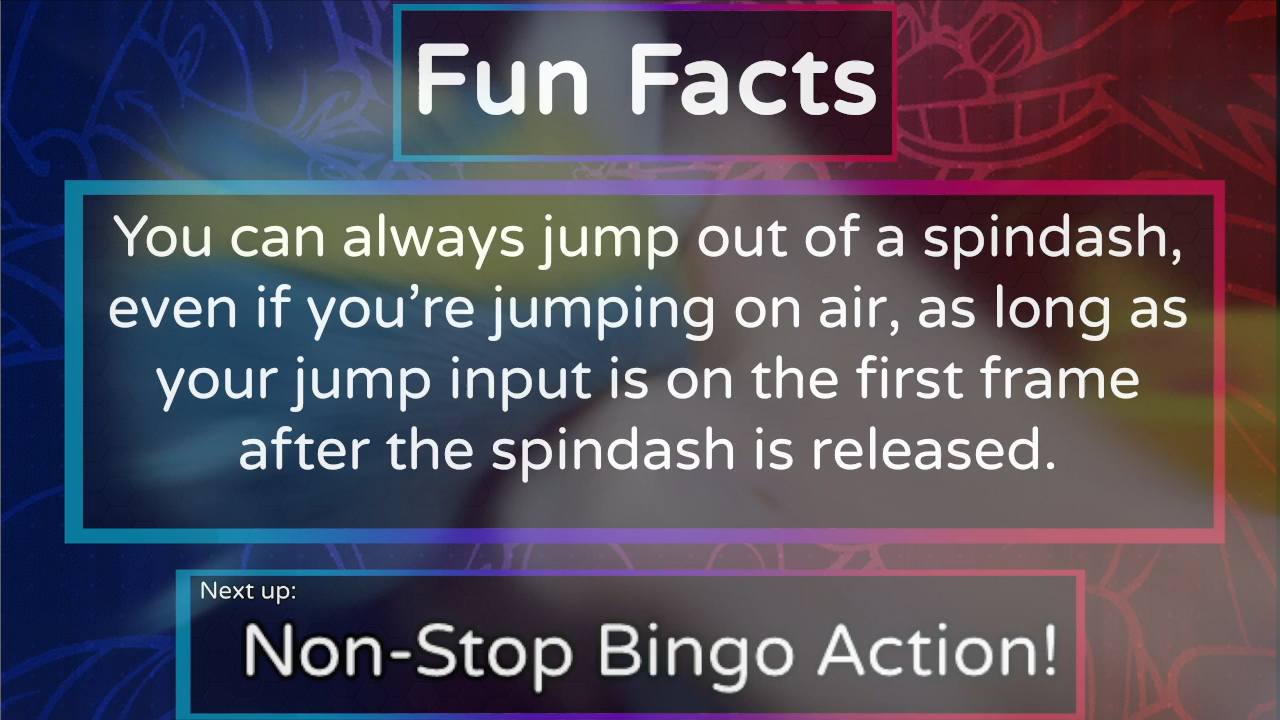 Fun Facts
You can always jump out of a spindash,
even if you’re jumping on air, as long as
your jump input is on the first frame
after the spindash is released.
Next up:
Non-Stop Bingo Action!